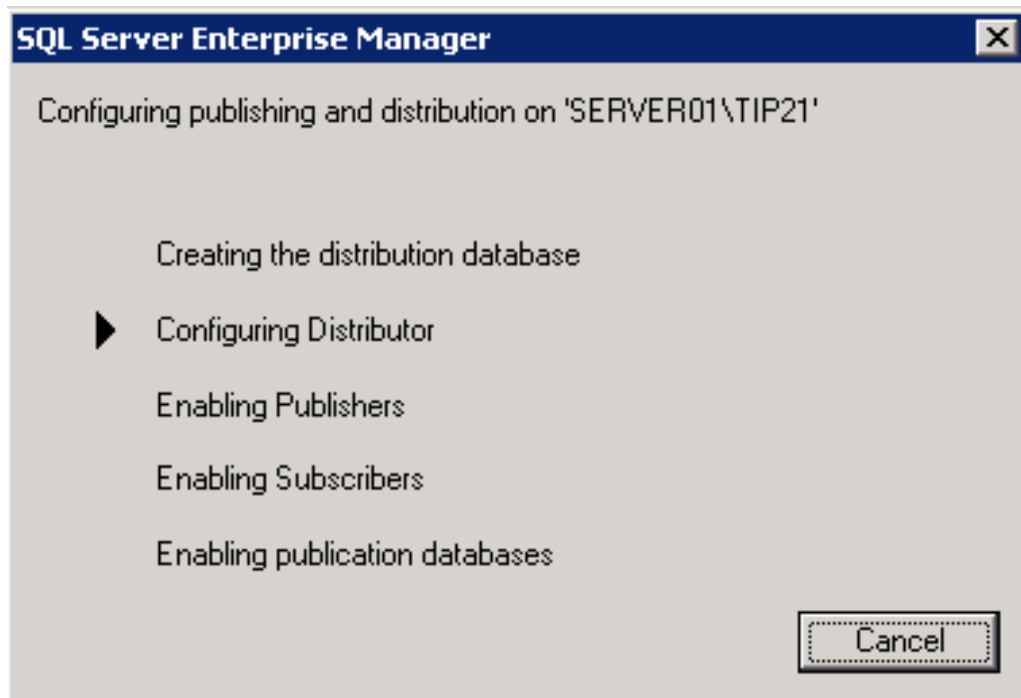 SQL Server Enterprise Manager
Configuring publishing and distribution on 'SERVER01\TIP21'
Creating the distribution database
Configuring Distributor
Enabling Publishers
Enabling Subscribers
Enabling publication databases
Cancel